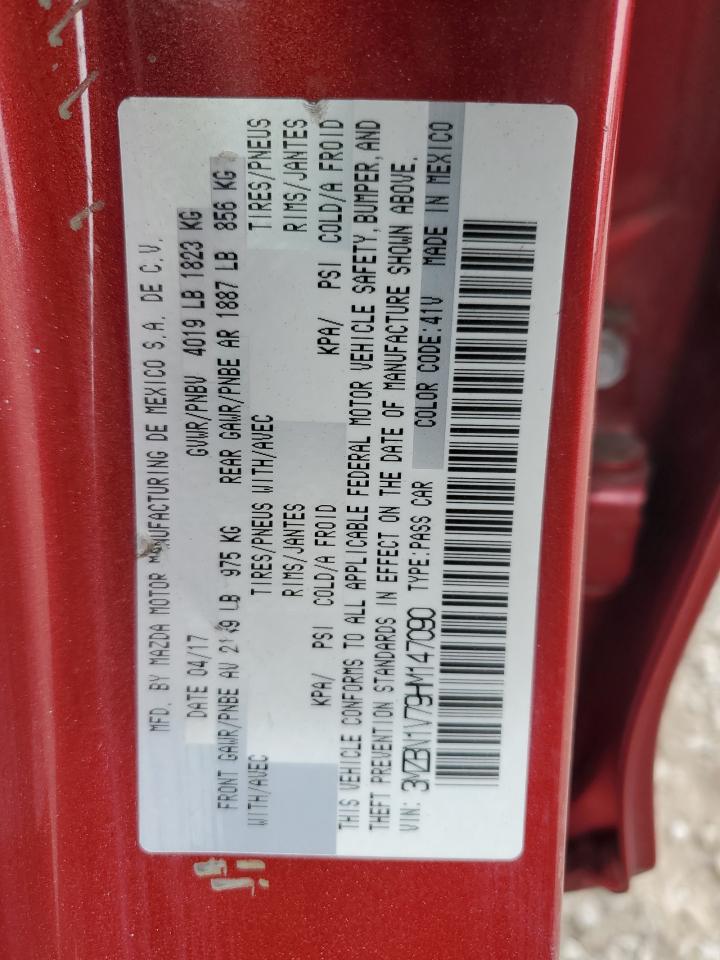 MFD. BY MAZDA MOTOR MANUFACTURING DE MEXICO S.A. DE C.V.
DATE 04/17 GVWR/PNBV 4019 LB 1823 KG
FRONT GAWR/PNBE AV LB 975 KG REAR GAWR/PNBE AR 1887 LB 856 KG
WITH/AVEC TIRES/PNEUS WITH/AVEC TIRES/PNEUS
RIMS/JANTES RIMS/JANTES
KPA/ PSI COLD/A FROID KPA/ PSI COLD/A FROID
THIS VEHICLE CONFORMS TO ALL APPLICABLE FEDERAL MOTOR VEHICLE SAFETY, BUMPER, AND
THEFT PREVENTION STANDARDS IN EFFECT ON THE DATE OF MANUFACTURE SHOWN ABOVE.
VIN: 3MZBN1V79HM147090 TYPE:PASS CAR COLOR CODE:41V MADE IN MEXICO